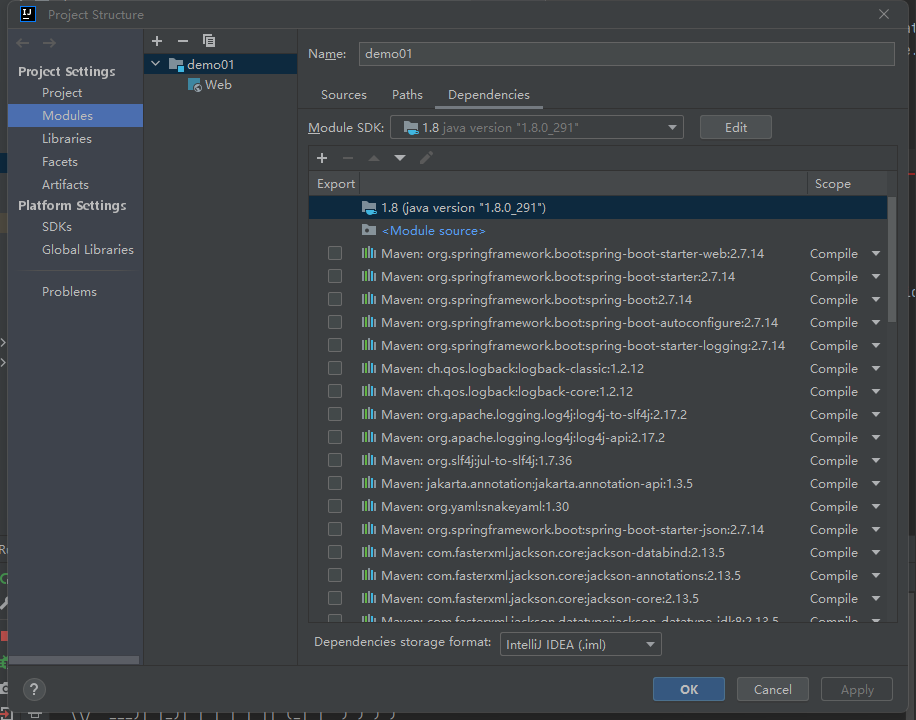 Project Structure
Project Settings
Project
Modules
Libraries
Facets
Artifacts
Platform Settings
SDKs
Global Libraries
Problems
demo01
Web
Name: demo01
Sources Paths Dependencies
Module SDK: 1.8 java version "1.8.0_291" Edit
Export Scope
1.8 (java version "1.8.0_291")
<Module source>
Maven: org.springframework.boot:spring-boot-starter-web:2.7.14 Compile
Maven: org.springframework.boot:spring-boot-starter:2.7.14 Compile
Maven: org.springframework.boot:spring-boot:2.7.14 Compile
Maven: org.springframework.boot:spring-boot-autoconfigure:2.7.14 Compile
Maven: org.springframework.boot:spring-boot-starter-logging:2.7.14 Compile
Maven: ch.qos.logback:logback-classic:1.2.12 Compile
Maven: ch.qos.logback:logback-core:1.2.12 Compile
Maven: org.apache.logging.log4j:log4j-to-slf4j:2.17.2 Compile
Maven: org.apache.logging.log4j:log4j-api:2.17.2 Compile
Maven: org.slf4j:jul-to-slf4j:1.7.36 Compile
Maven: jakarta.annotation:jakarta.annotation-api:1.3.5 Compile
Maven: org.yaml:snakeyaml:1.30 Compile
Maven: org.springframework.boot:spring-boot-starter-json:2.7.14 Compile
Maven: com.fasterxml.jackson.core:jackson-databind:2.13.5 Compile
Maven: com.fasterxml.jackson.core:jackson-annotations:2.13.5 Compile
Maven: com.fasterxml.jackson.core:jackson-core:2.13.5 Compile
Maven: com.fasterxml.jackson.datatype:jackson-datatype-jdk8:2.13.5 Compile
Dependencies storage format: IntelliJ IDEA (.iml)
? OK Cancel Apply